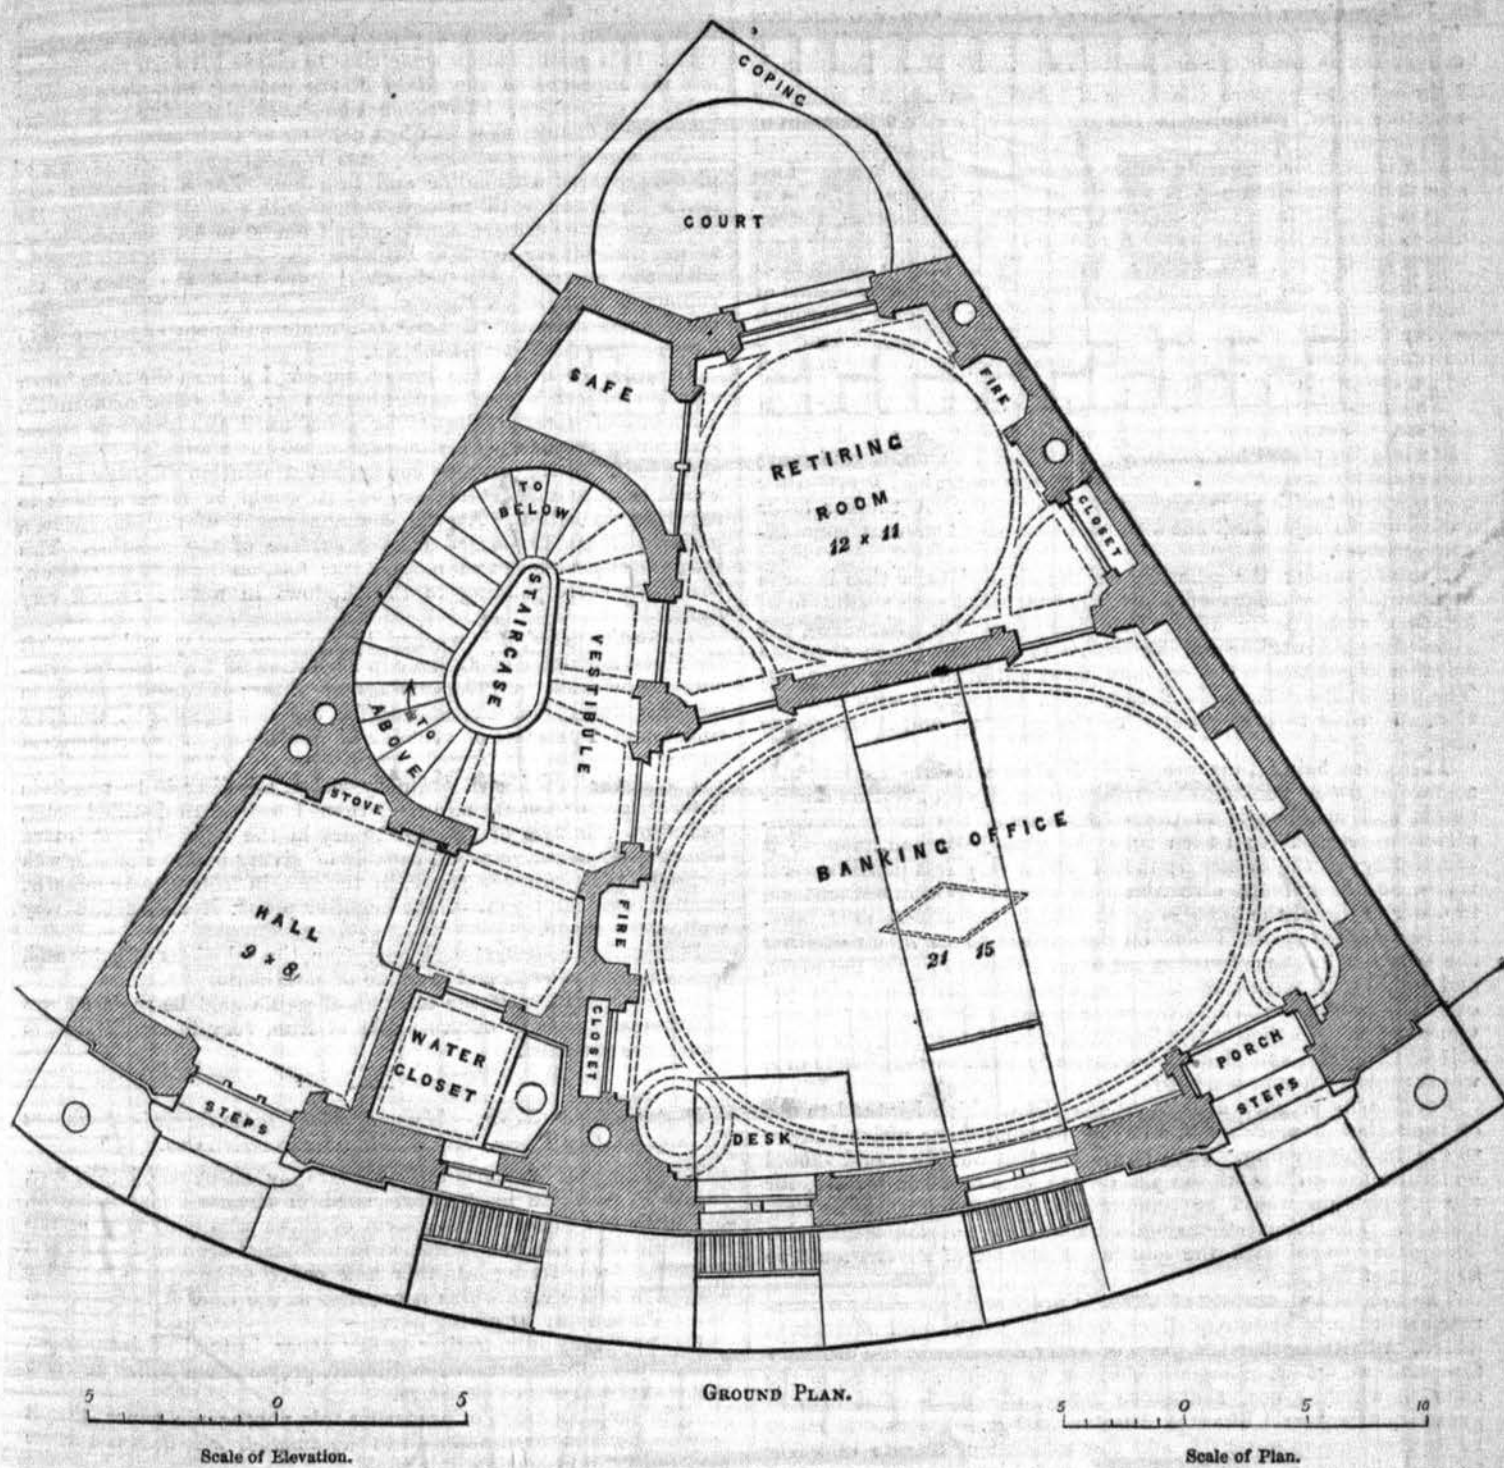 COPING
COURT
SAFE
FIRE
RETIRING
ROOM
12 x 11
CLOSET
TO
BELOW
STAIRCASE
VESTIBULE
TO
ABOVE
STOVE
BANKING OFFICE
21 15
HALL
9 x 8
FIRE
CLOSET
WATER
CLOSET
PORCH
STEPS
STEPS
DESK
GROUND PLAN.
5 0 5
Scale of Elevation.
5 0 5 10
Scale of Plan.